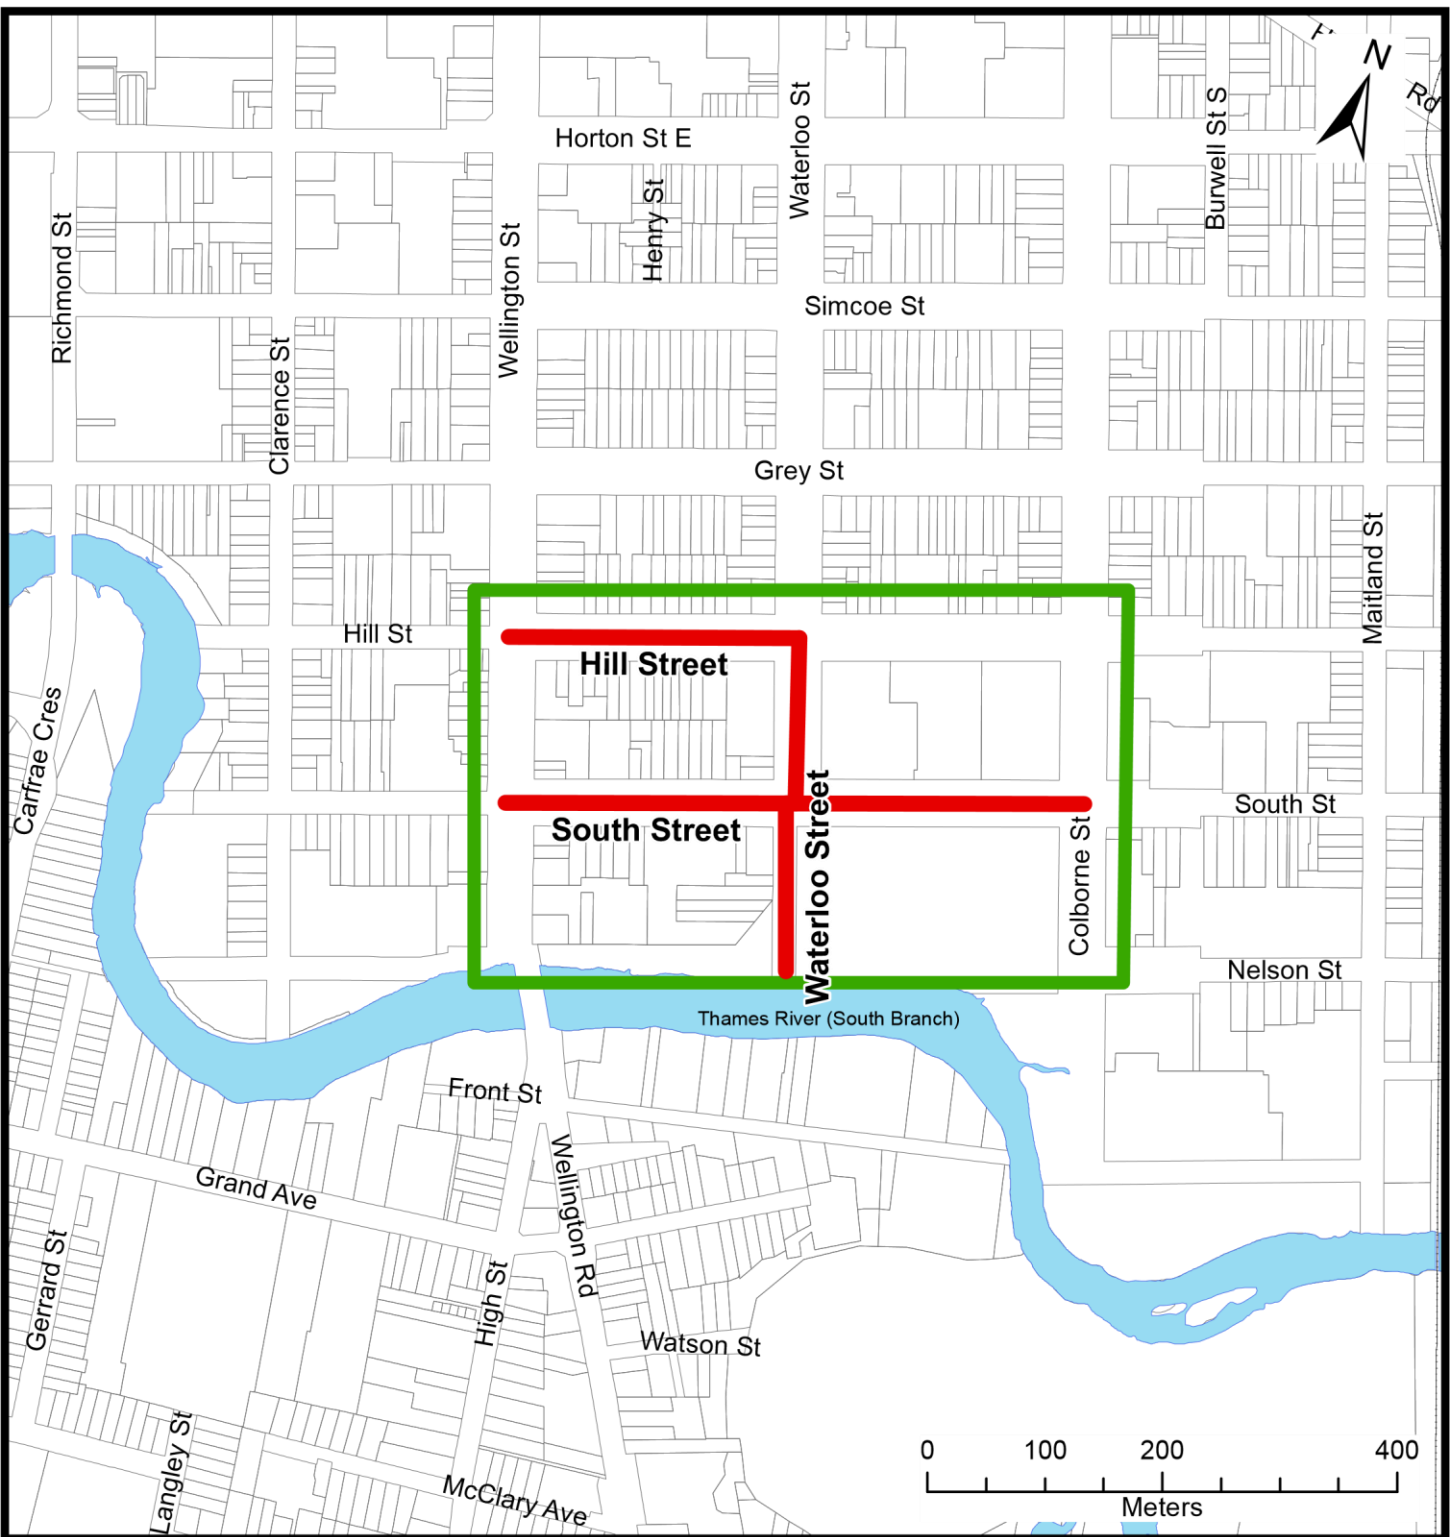 N
Rd
Horton St E
Waterloo St
Burwell St S
Henry St
Richmond St
Wellington St
Simcoe St
Clarence St
Grey St
Maitland St
Hill St
Hill Street
Carfrae Cres
South Street
Waterloo Street
South St
Colborne St
Nelson St
Thames River (South Branch)
Front St
Wellington Rd
Grand Ave
Gerrard St
High St
Watson St
Langley St
McClary Ave
0 100 200 400
Meters